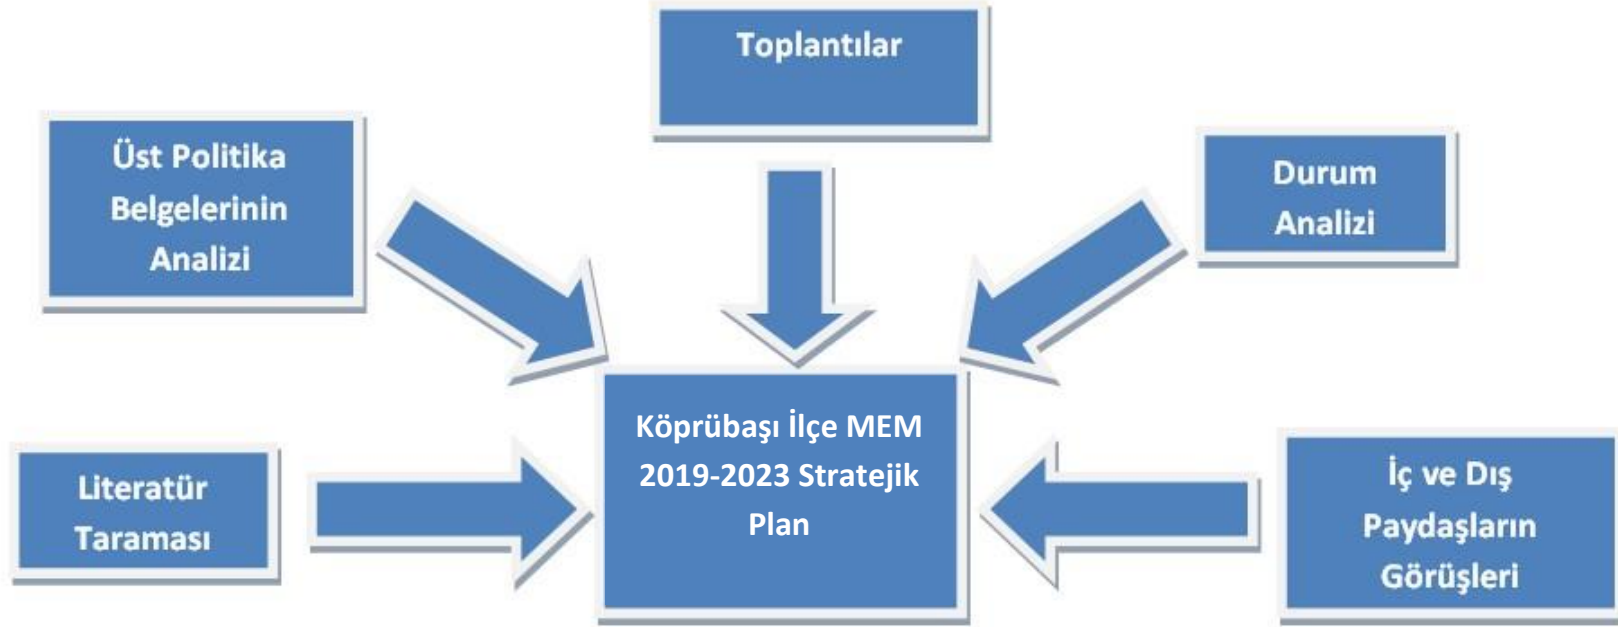 Toplantılar
Üst Politika
Belgelerinin
Analizi
Durum
Analizi
Köprübaşı İlçe MEM
2019-2023 Stratejik
Plan
Literatür
Taraması
İç ve Dış
Paydaşların
Görüşleri